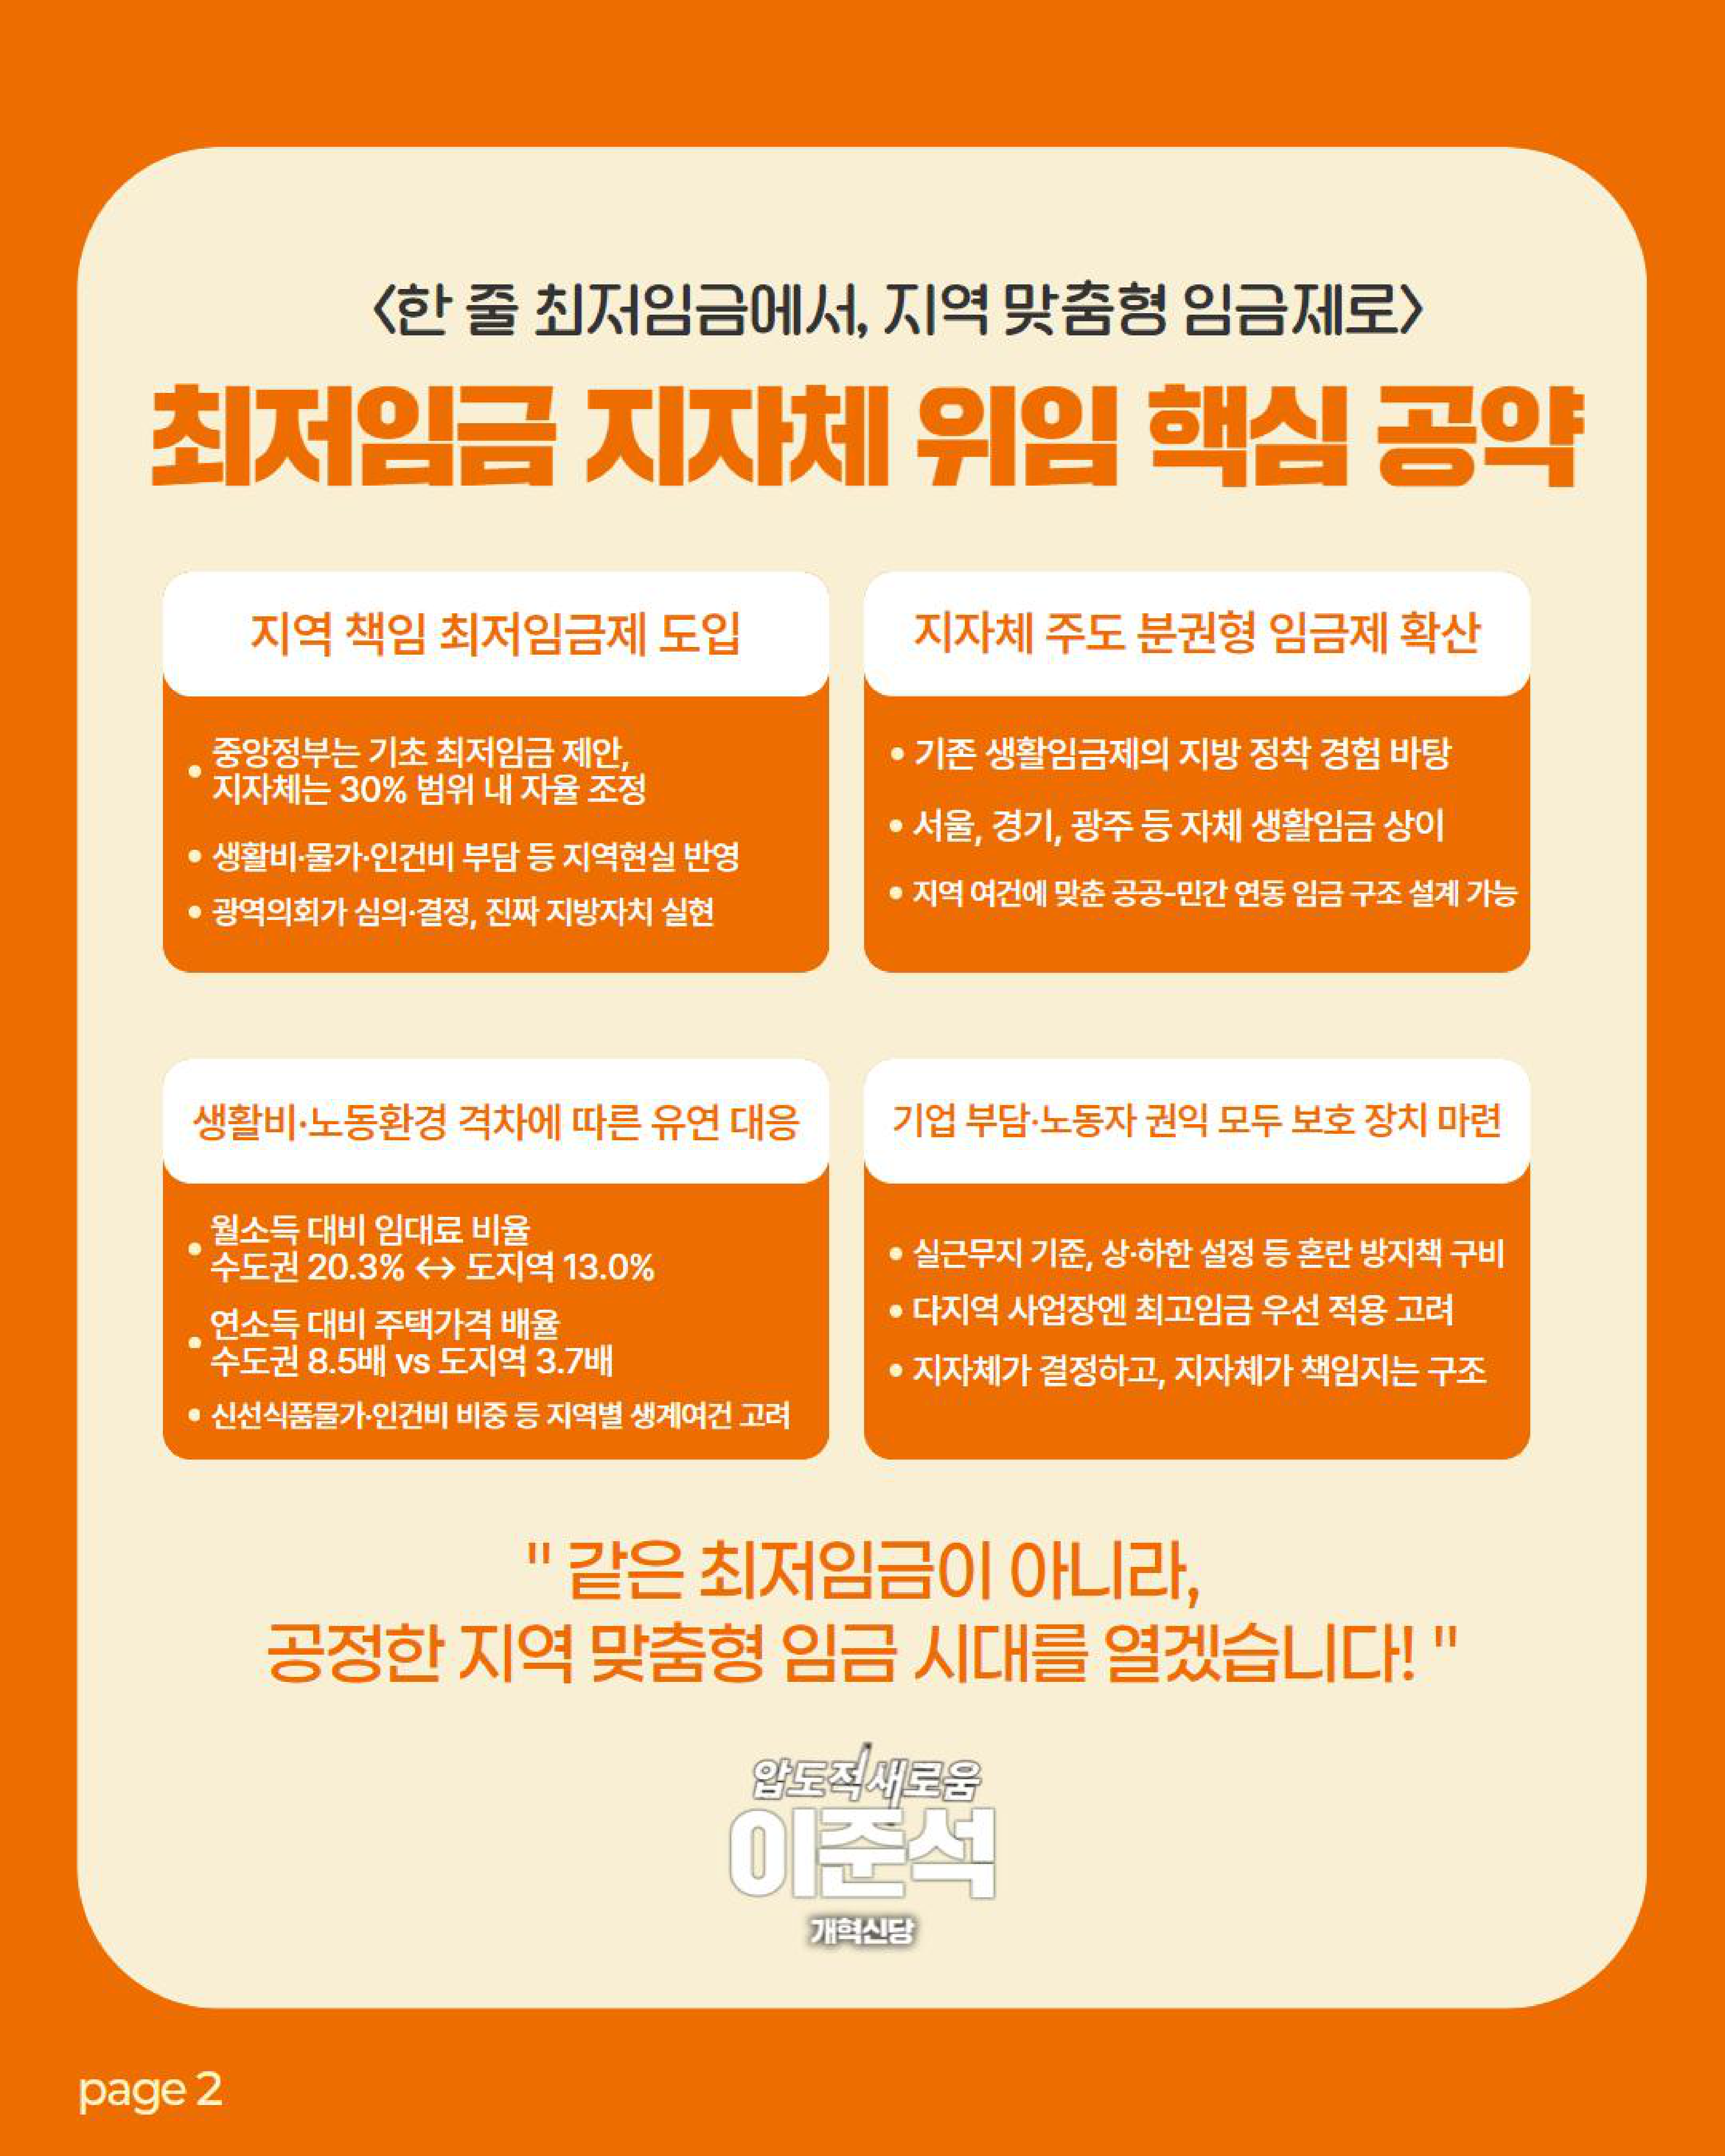 <한 줄 최저임금에서, 지역 맞춤형 임금제로>
최저임금 지자체 위임 핵심 공약
지역 책임 최저임금제 도입
• 중앙정부는 기초 최저임금 제안,
지자체는 30% 범위 내 자율 조정
• 생활비·물가·인건비 부담 등 지역현실 반영
• 광역의회가 심의·결정, 진짜 지방자치 실현
지자체 주도 분권형 임금제 확산
• 기존 생활임금제의 지방 정착 경험 바탕
• 서울, 경기, 광주 등 자체 생활임금 상이
• 지역 여건에 맞춘 공공-민간 연동 임금 구조 설계 가능
생활비·노동환경 격차에 따른 유연 대응
• 월소득 대비 임대료 비율
수도권 20.3% ↔ 도지역 13.0%
• 연소득 대비 주택가격 배율
수도권 8.5배 vs 도지역 3.7배
• 신선식품물가·인건비 비중 등 지역별 생계여건 고려
기업 부담·노동자 권익 모두 보호 장치 마련
• 실근무지 기준, 상·하한 설정 등 혼란 방지책 구비
• 다지역 사업장엔 최고임금 우선 적용 고려
• 지자체가 결정하고, 지자체가 책임지는 구조
" 같은 최저임금이 아니라,
공정한 지역 맞춤형 임금 시대를 열겠습니다! "
압도적 새로움
이준석
개혁신당
page 2